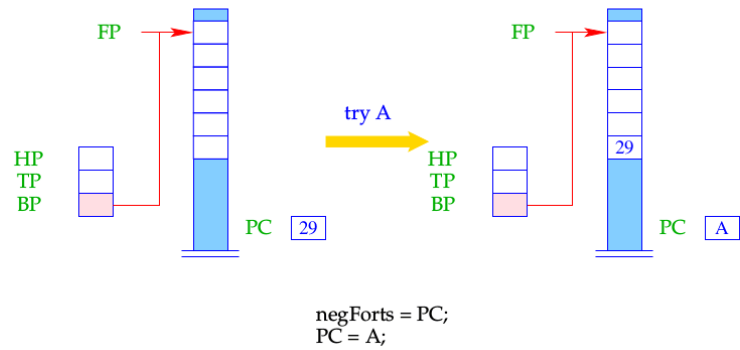 FP
FP
try A
29
HP
TP
BP
HP
TP
BP
PC 29
PC A
negForts = PC;
PC = A;